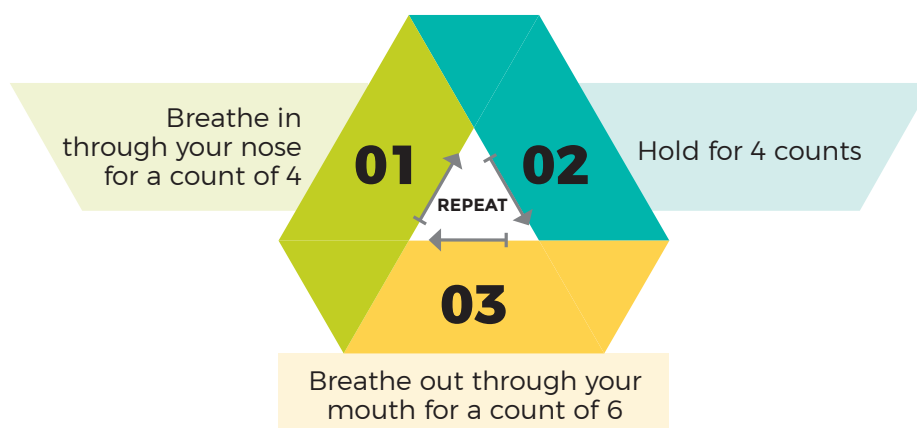 Breathe in
through your nose
for a count of 4
01
02
Hold for 4 counts
REPEAT
03
Breathe out through your
mouth for a count of 6